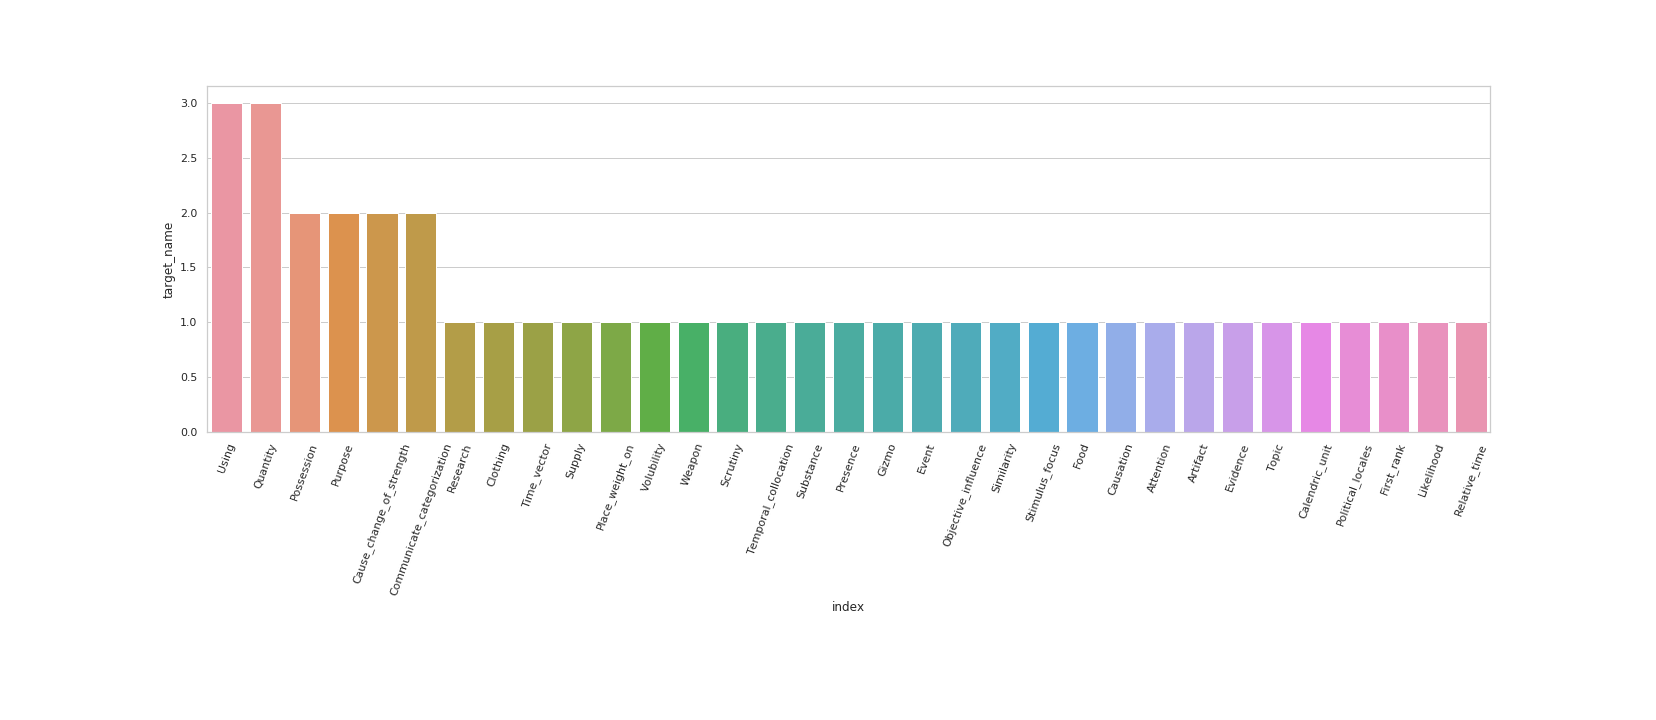 3.0
2.5
2.0
1.5
1.0
0.5
0.0
target_name
Using
Quantity
Possession
Purpose
Cause_change_of_strength
Communicate_categorization
Research
Clothing
Time_vector
Supply
Place_weight_on
Volubility
Weapon
Scrutiny
Temporal_collocation
Substance
Presence
Gizmo
Event
Objective_influence
Similarity
Stimulus_focus
Food
Causation
Attention
Artifact
Evidence
Topic
Calendric_unit
Political_locales
First_rank
Likelihood
Relative_time
index